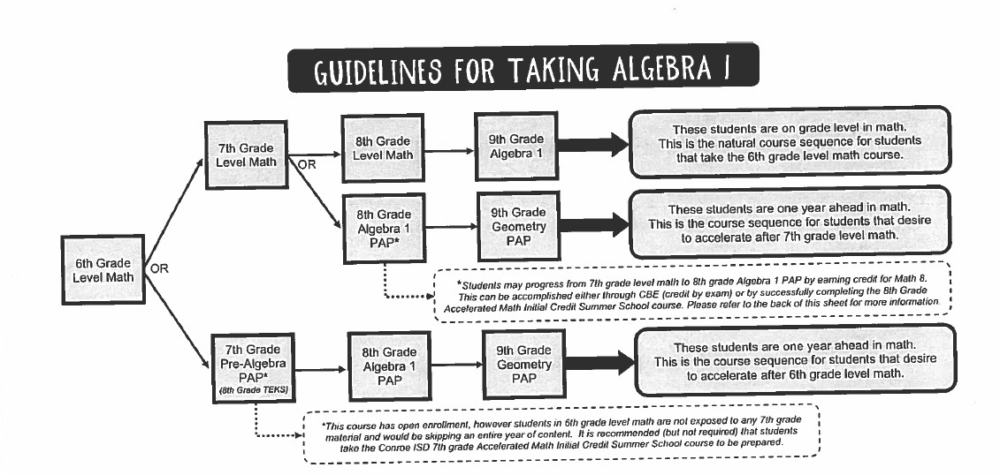 GUIDELINES FOR TAKING ALGEBRA 1
6th Grade
Level Math
OR
7th Grade
Level Math
OR
8th Grade
Level Math
9th Grade
Algebra 1
These students are on grade level in math.
This is the natural course sequence for students
that take the 6th grade level math course.
8th Grade
Algebra 1
PAP*
9th Grade
Geometry
PAP
These students are one year ahead in math.
This is the course sequence for students that desire
to accelerate after 7th grade level math.
*Students may progress from 7th grade level math to 8th grade Algebra 1 PAP by earning credit for Math 8.
This can be accomplished either through CBE (credit by exam) or by successfully completing the 8th Grade
Accelerated Math Initial Credit Summer School course. Please refer to the back of this sheet for more information
7th Grade
Pre-Algebra
PAP*
(8th Grade TEKS)
8th Grade
Algebra 1
PAP
9th Grade
Geometry
PAP
These students are one year ahead in math.
This is the course sequence for students that desire
to accelerate after 6th grade level math.
*This course has open enrollment, however students in 6th grade level math are not exposed to any 7th grade
material and would be skipping an entire year of content. It is recommended (but not required) that students
take the Conroe ISD 7th grade Accelerated Math Initial Credit Summer School course to be prepared.